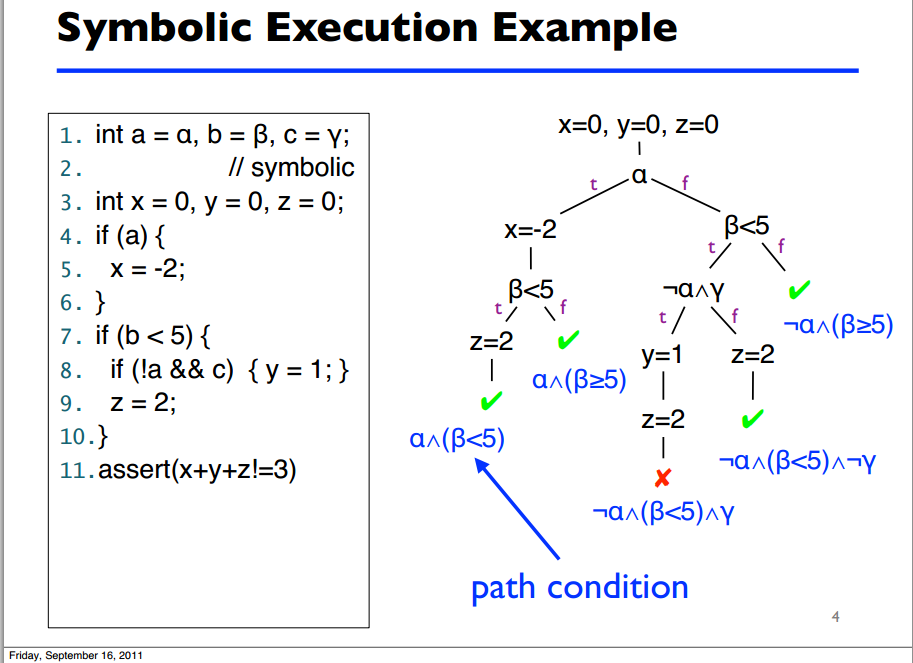 Symbolic Execution Example
1. int a = α, b = β, c = γ;
2. // symbolic
3. int x = 0, y = 0, z = 0;
4. if (a) {
5. x = -2;
6. }
7. if (b < 5) {
8. if (!a && c) { y = 1; }
9. z = 2;
10.}
11. assert(x+y+z!=3)
x=0, y=0, z=0
t α f
x=-2 β<5
t f
β<5 ¬α∧γ ✔
t f t f ¬α∧(β≥5)
z=2 ✔ y=1 z=2
✔ α∧(β≥5) z=2 ✔
α∧(β<5) ✘ ¬α∧(β<5)∧¬γ
¬α∧(β<5)∧γ
path condition
4
Friday, September 16, 2011